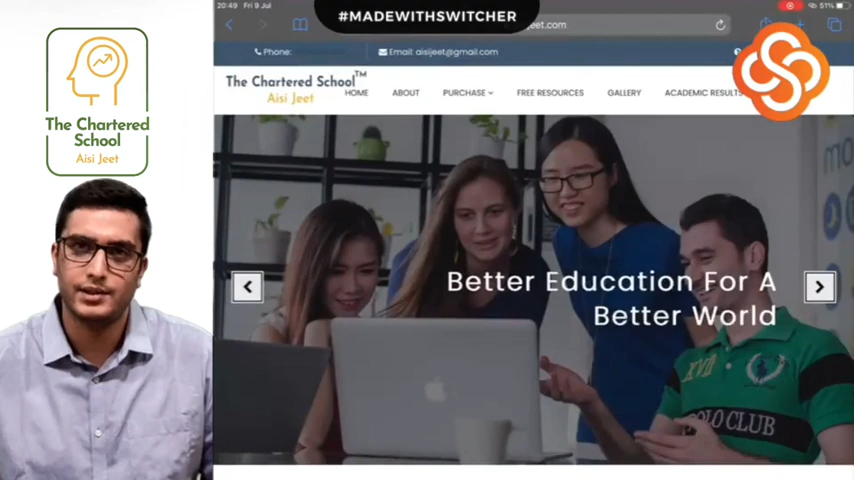 20:49 Fri 9 Jul
#MADEWITHSWITCHER
jeet.com
51%
Phone:
Email: aisijeet@gmail.com
The Chartered School™
Aisi Jeet
HOME
ABOUT
PURCHASE
FREE RESOURCES
GALLERY
ACADEMIC RESULTS
The Chartered
School
Aisi Jeet
Better Education For A
Better World
XVII
POLO CLUB